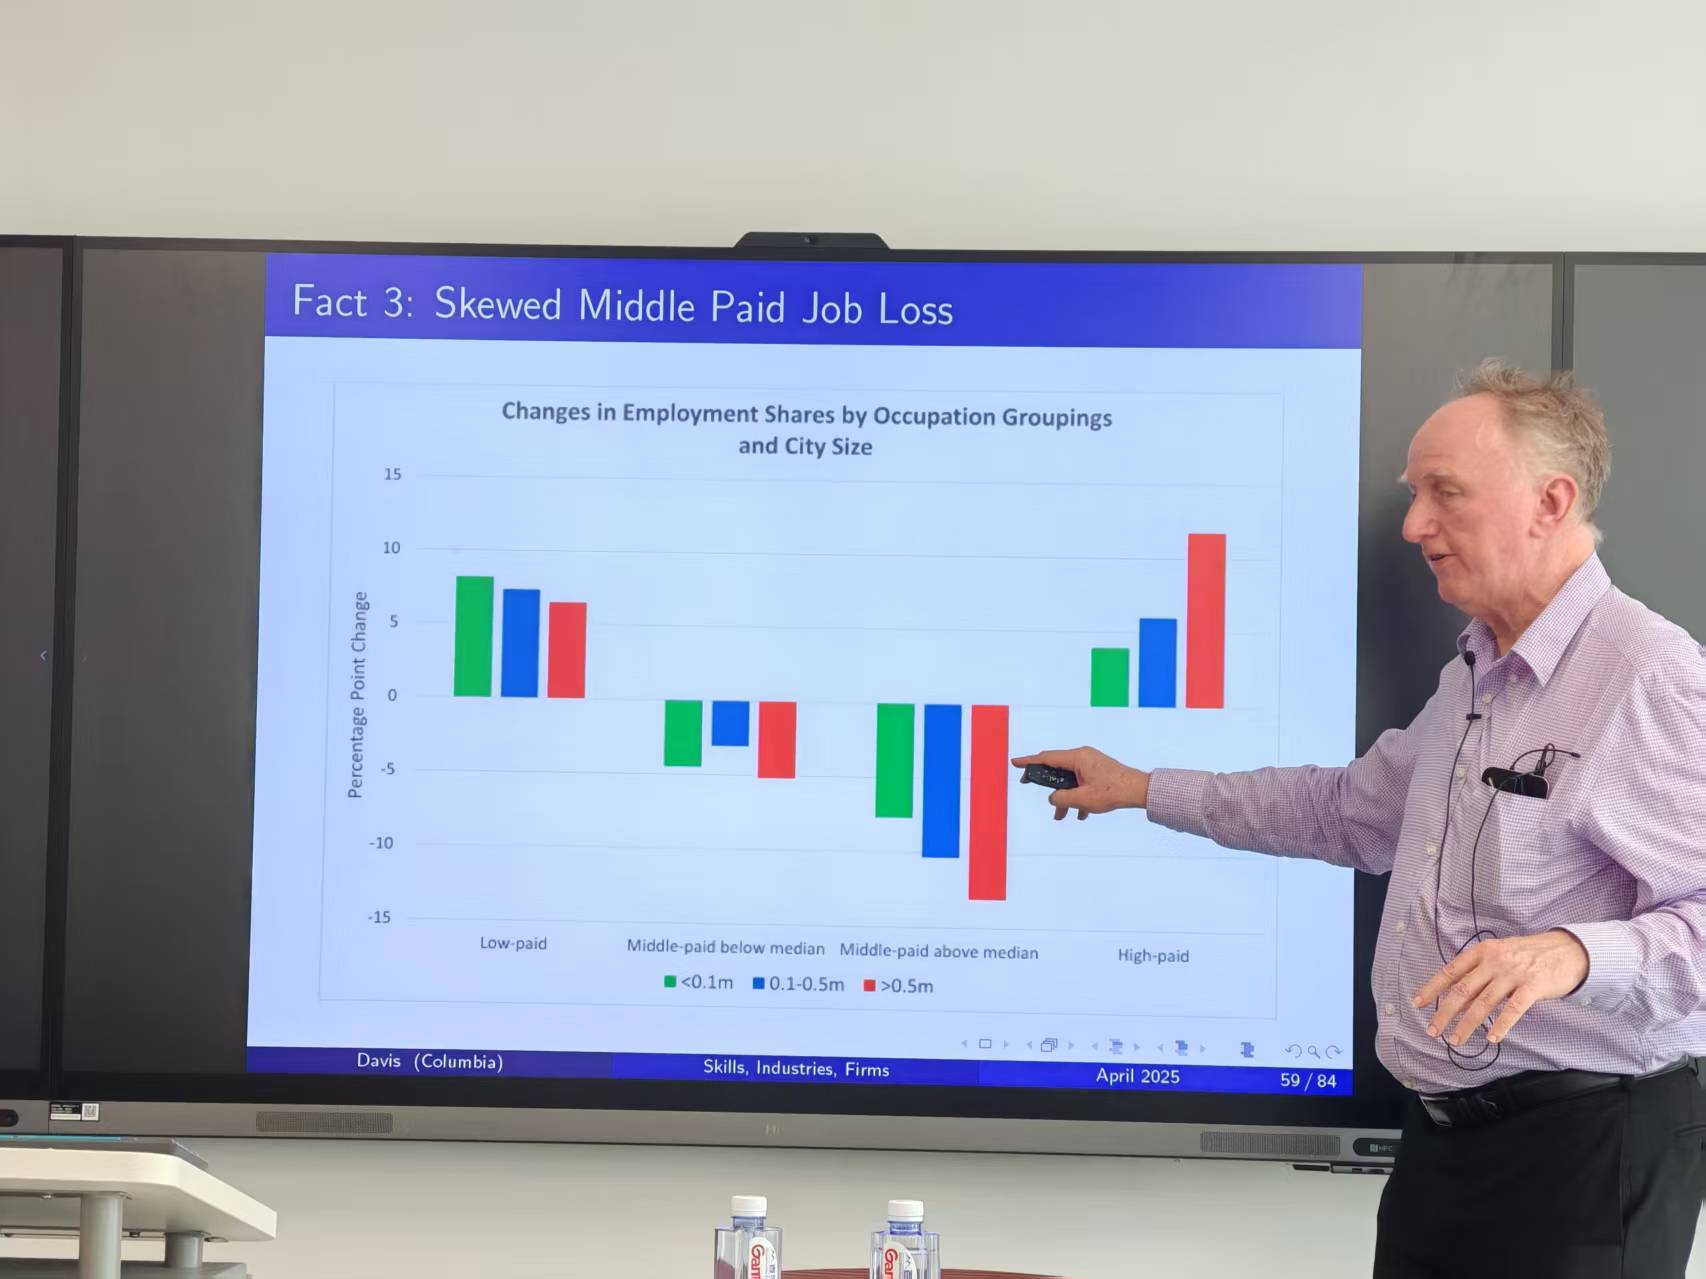 Fact 3: Skewed Middle Paid Job Loss
Changes in Employment Shares by Occupation Groupings
and City Size
Percentage Point Change
15
10
5
0
-5
-10
-15
Low-paid
Middle-paid below median
Middle-paid above median
High-paid
<0.1m
0.1-0.5m
>0.5m
Davis (Columbia)
Skills, Industries, Firms
April 2025
59 / 84